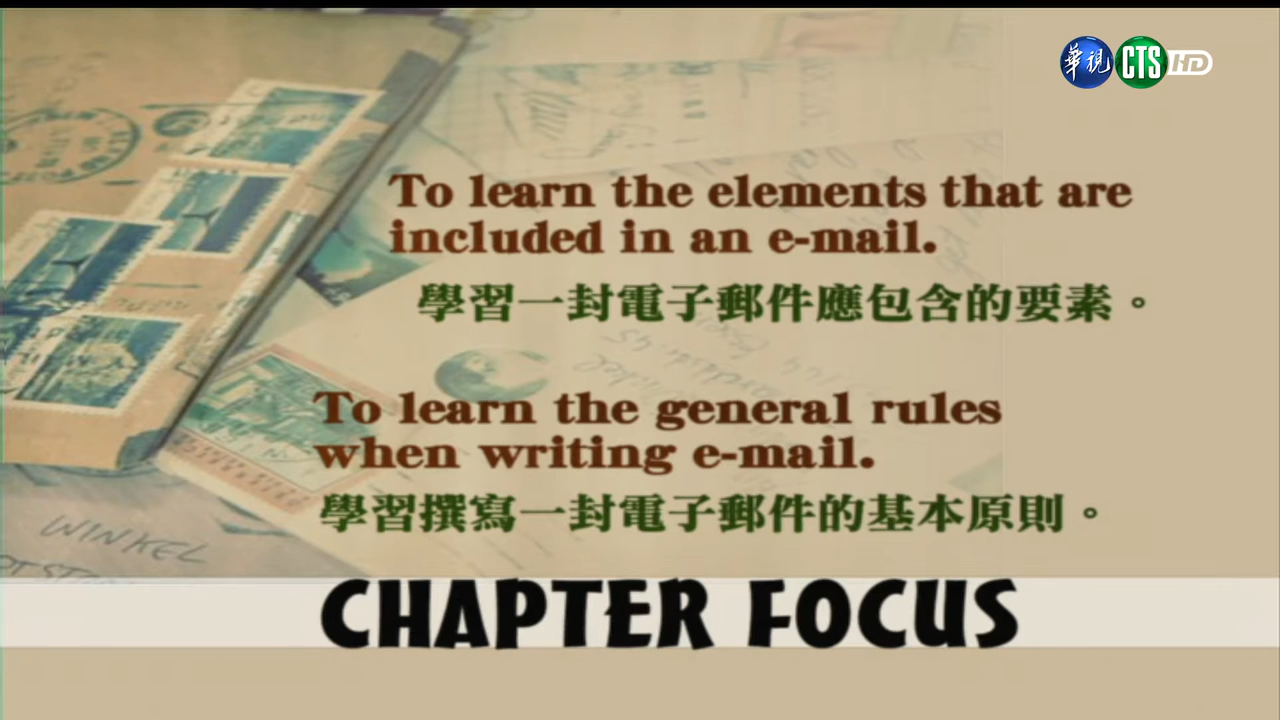 華視 CTS HD
To learn the elements that are
included in an e-mail.
學習一封電子郵件應包含的要素。
To learn the general rules
when writing e-mail.
學習撰寫一封電子郵件的基本原則。
WINKEL
CHAPTER FOCUS